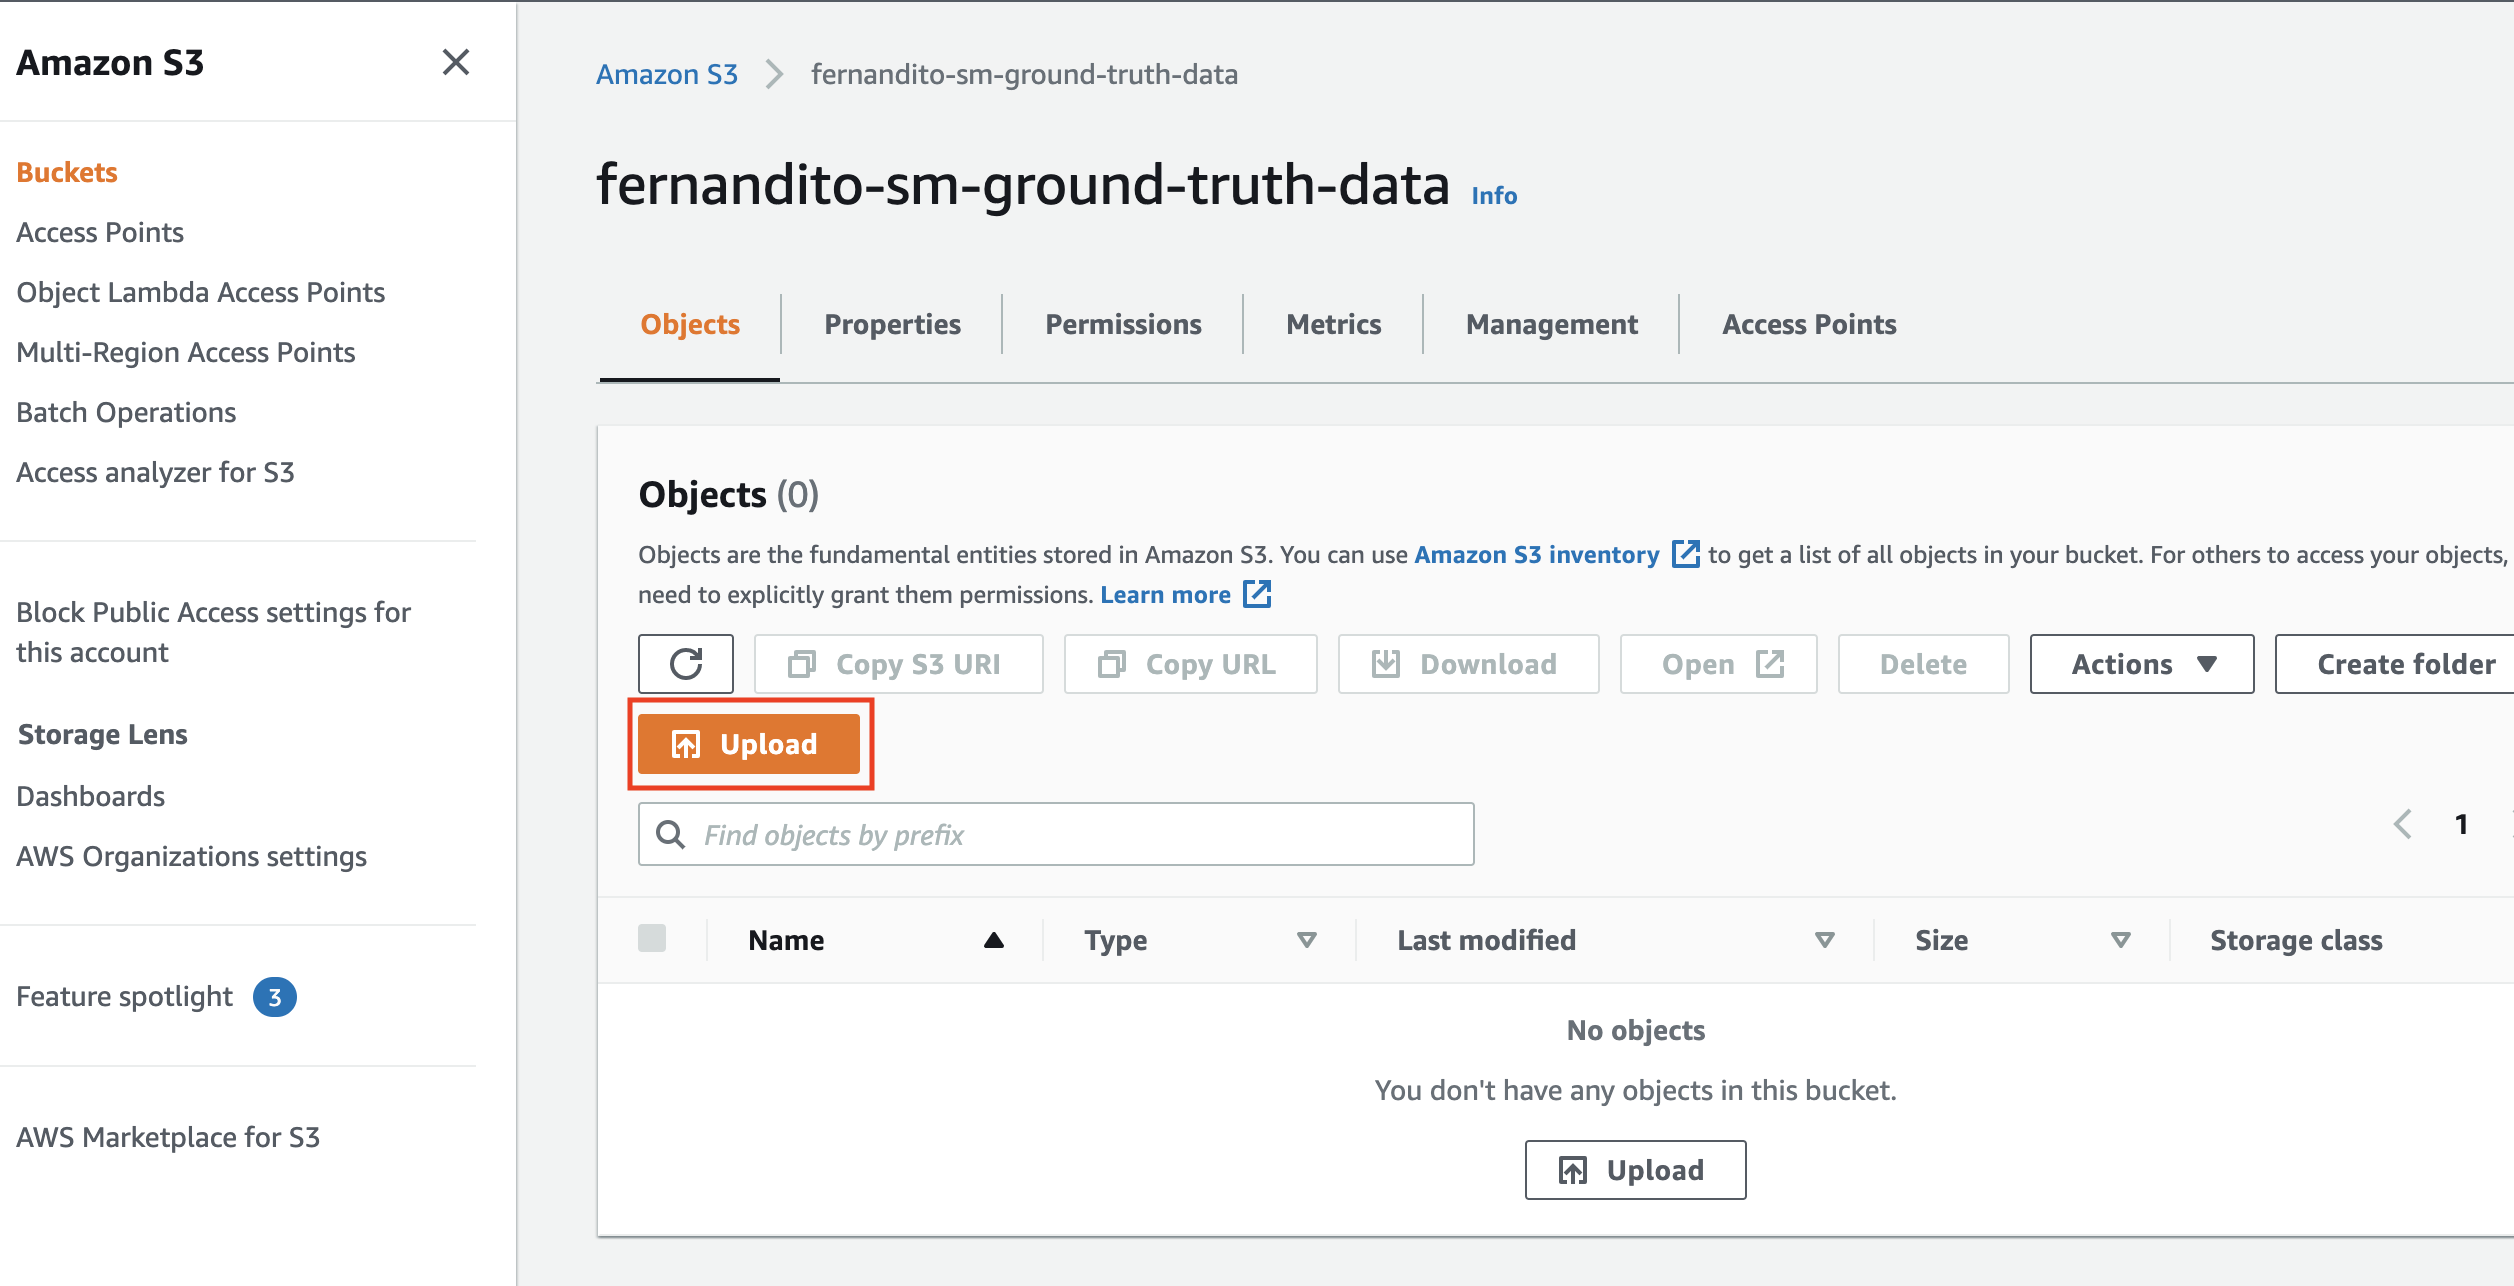 Amazon S3
Buckets
Access Points
Object Lambda Access Points
Multi-Region Access Points
Batch Operations
Access analyzer for S3
Block Public Access settings for
this account
Storage Lens
Dashboards
AWS Organizations settings
Feature spotlight 3
AWS Marketplace for S3
Amazon S3 fernandito-sm-ground-truth-data
fernandito-sm-ground-truth-data Info
Objects Properties Permissions Metrics Management Access Points
Objects (0)
Objects are the fundamental entities stored in Amazon S3. You can use Amazon S3 inventory to get a list of all objects in your bucket. For others to access your objects,
need to explicitly grant them permissions. Learn more
Copy S3 URI Copy URL Download Open Delete Actions Create folder
Upload
Find objects by prefix
1
Name Type Last modified Size Storage class
No objects
You don't have any objects in this bucket.
Upload